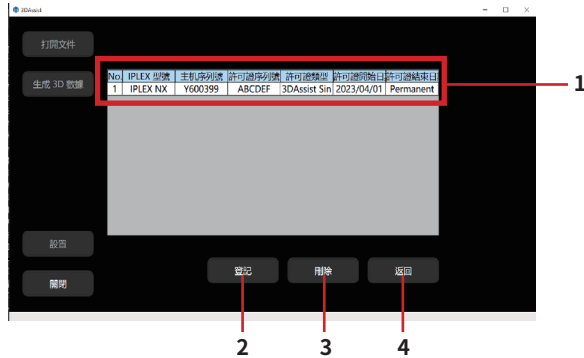 3DAssist
打開文件
生成 3D 數據
No. IPLEX 型號 主机序列號 許可證序列號 許可證類型 許可證開始日 許可證結束日
1 IPLEX NX Y600399 ABCDEF 3DAssist Sin 2023/04/01 Permanent
1
設置
關閉
登記 刪除 返回
2 3 4